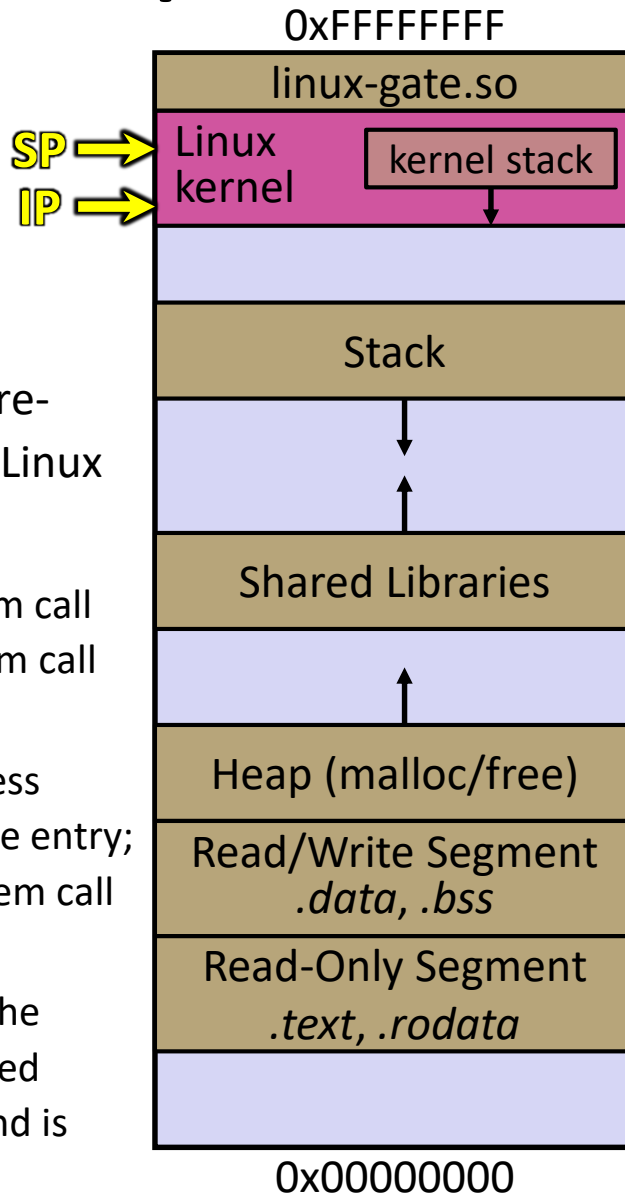 0xFFFFFFFF
linux-gate.so
SP
Linux
kernel
kernel stack
IP
Stack
re-
Linux
Shared Libraries
m call
m call
Heap (malloc/free)
ess
e entry;
em call
Read/Write Segment
.data, .bss
Read-Only Segment
.text, .rodata
he
ed
nd is
0x00000000